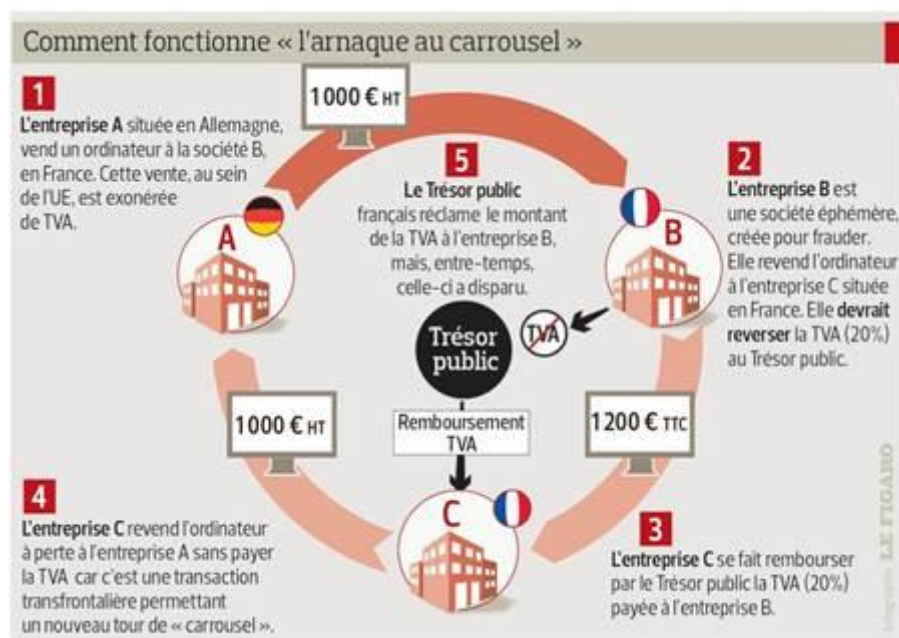 Comment fonctionne « l'arnaque au carrousel »
1
L'entreprise A située en Allemagne,
vend un ordinateur à la société B,
en France. Cette vente, au sein
de l'UE, est exonérée
de TVA.
1000 € HT
A
5
Le Trésor public
français réclame le montant
de la TVA à l'entreprise B,
mais, entre-temps,
celle-ci a disparu.
B
2
L'entreprise B est
une société éphémère,
créée pour frauder.
Elle revend l'ordinateur
à l'entreprise C située
en France. Elle devrait
reverser la TVA (20%)
au Trésor public.
Trésor
public
TVA
Remboursement
TVA
1000 € HT
1200 € TTC
C
4
L'entreprise C revend l'ordinateur
à perte à l'entreprise A sans payer
la TVA car c'est une transaction
transfrontalière permettant
un nouveau tour de « carrousel ».
3
L'entreprise C se fait rembourser
par le Trésor public la TVA (20%)
payée à l'entreprise B.
LE FIGARO